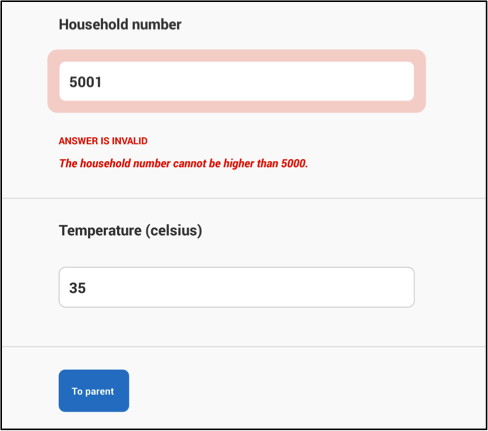 Household number
5001
ANSWER IS INVALID
The household number cannot be higher than 5000.
Temperature (celsius)
35
To parent